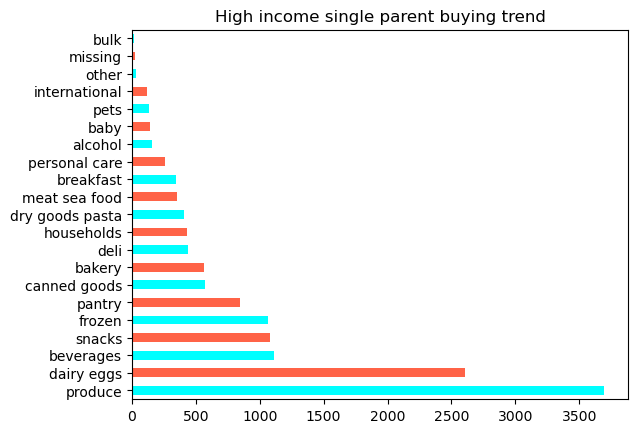 High income single parent buying trend
bulk
missing
other
international
pets
baby
alcohol
personal care
breakfast
meat sea food
dry goods pasta
households
deli
bakery
canned goods
pantry
frozen
snacks
beverages
dairy eggs
produce
0 500 1000 1500 2000 2500 3000 3500